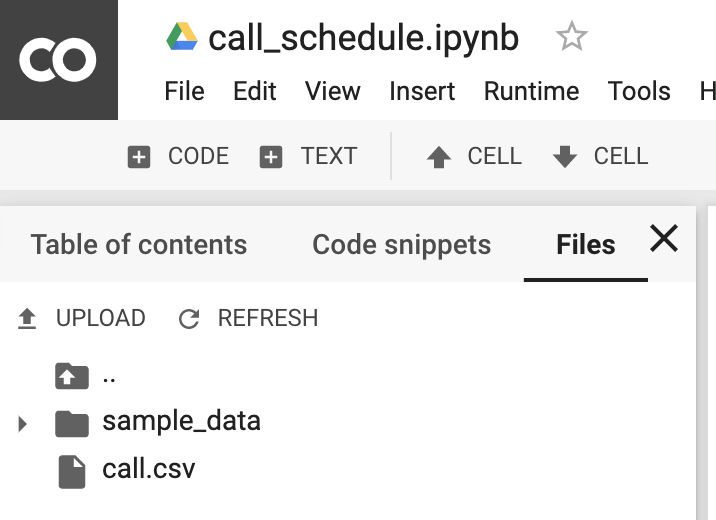 CO
call_schedule.ipynb
File Edit View Insert Runtime Tools H
CODE TEXT CELL CELL
Table of contents Code snippets Files
UPLOAD REFRESH
..
sample_data
call.csv